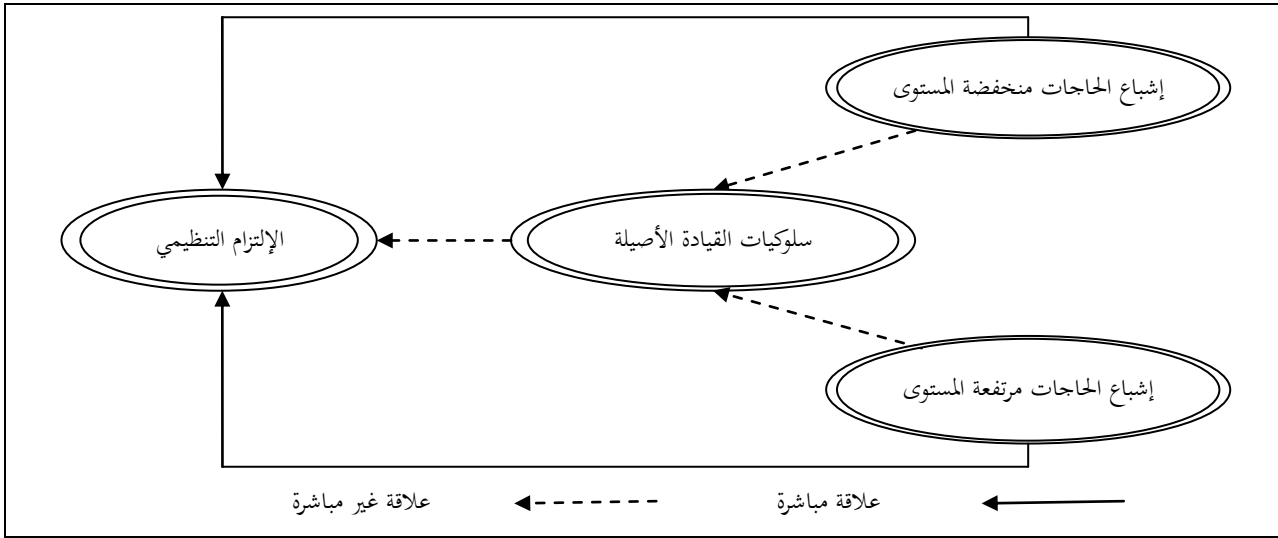 إشباع الحاجات منخفضة المستوى
سلوكيات القيادة الأصيلة
الإلتزام التنظيمي
إشباع الحاجات مرتفعة المستوى
علاقة مباشرة
علاقة غير مباشرة